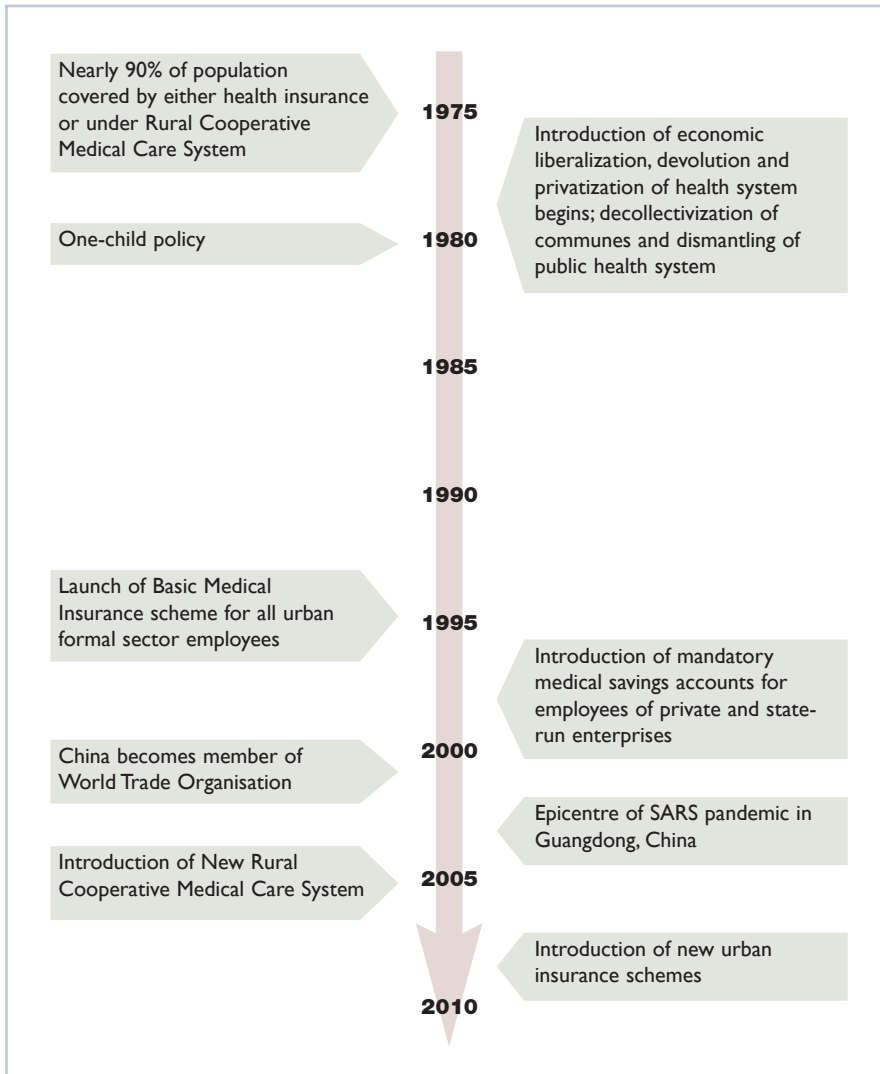 Nearly 90% of population
covered by either health insurance
or under Rural Cooperative
Medical Care System
1975
Introduction of economic
liberalization, devolution and
privatization of health system
begins; decollectivization of
communes and dismantling of
public health system
One-child policy
1980
1985
1990
Launch of Basic Medical
Insurance scheme for all urban
formal sector employees
1995
Introduction of mandatory
medical savings accounts for
employees of private and state-
run enterprises
China becomes member of
World Trade Organisation
2000
Epicentre of SARS pandemic in
Guangdong, China
Introduction of New Rural
Cooperative Medical Care System
2005
Introduction of new urban
insurance schemes
2010